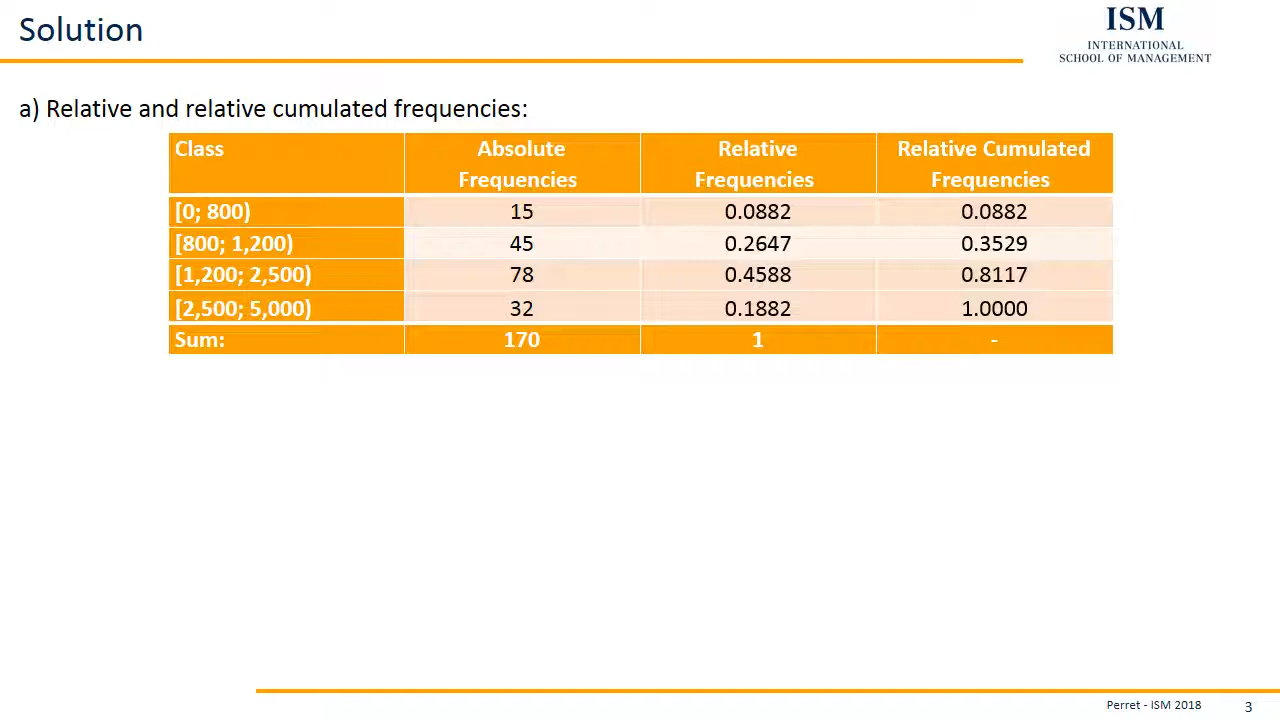 Solution
ISM
INTERNATIONAL
SCHOOL OF MANAGEMENT
a) Relative and relative cumulated frequencies:
Class Absolute Frequencies Relative Frequencies Relative Cumulated Frequencies
[0; 800) 15 0.0882 0.0882
[800; 1,200) 45 0.2647 0.3529
[1,200; 2,500) 78 0.4588 0.8117
[2,500; 5,000) 32 0.1882 1.0000
Sum: 170 1 -
Perret - ISM 2018 3